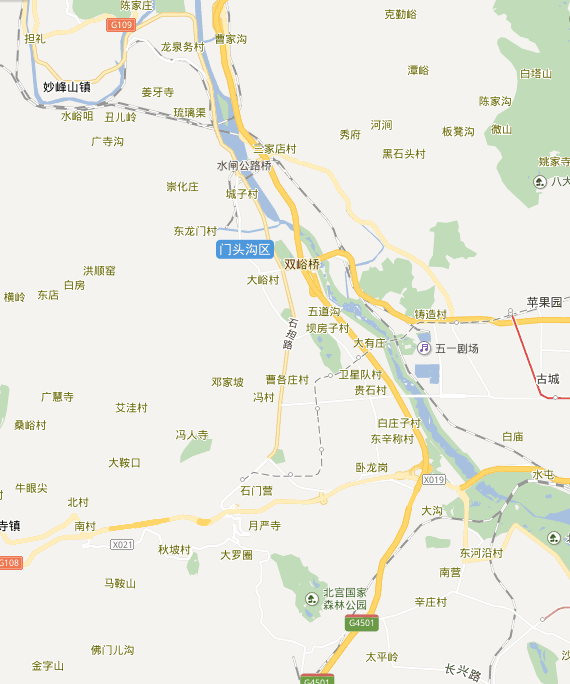 陈家庄
克勤峪
G109
担礼
曹家沟
龙泉务村
潭峪
白塔山
妙峰山镇
姜牙寺
陈家沟
水峪咀
丑儿岭
琉璃渠
河涧
秀府
板凳沟
微山
广寺沟
三家店村
黑石头村
水闸公路桥
姚家寺
八大
崇化庄
城子村
东龙门村
门头沟区
双峪桥
洪顺窑
大峪村
白房
横岭
东店
苹果园
五道沟
铸造村
石担路
坝房子村
大有庄
五一剧场
卫星队村
古城
邓家坡
曹各庄村
贵石村
广慧寺
冯村
艾洼村
桑峪村
白庄子村
冯人寺
东辛称村
白庙
大鞍口
卧龙岗
水屯
X019
牛眼尖
石门营
村
北村
大沟
寺镇
南村
月严寺
X021
秋坡村
大罗圈
东河沿村
G108
南营
马鞍山
北宫国家
森林公园
辛庄村
G4501
佛门儿沟
太平岭
金字山
长兴路
G4501